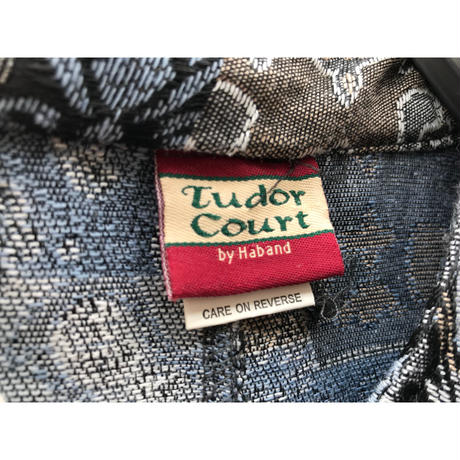 Tudor
Court
by Haband
CARE ON REVERSE